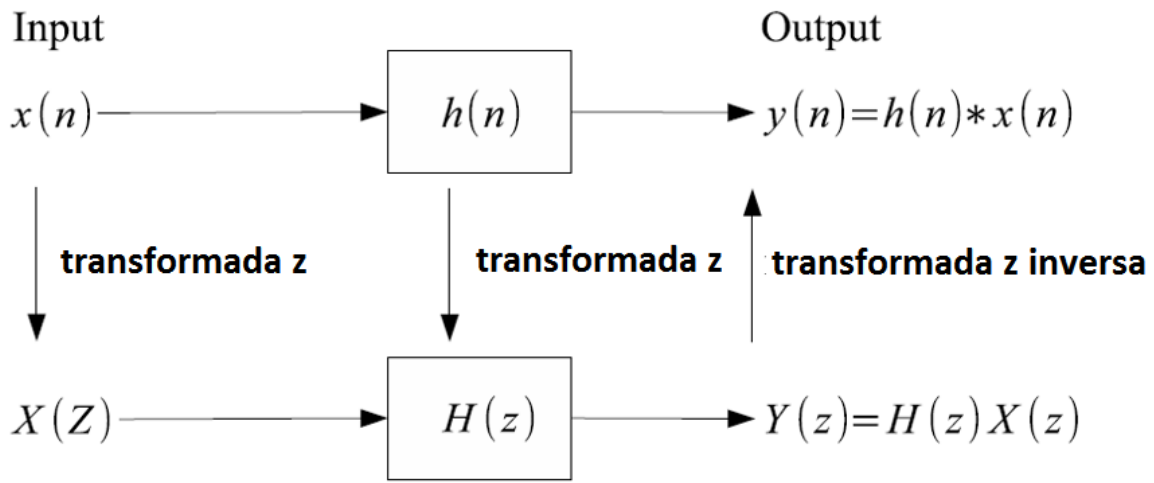 Input Output
x(n) h(n) y(n)=h(n)*x(n)
transformada z transformada z transformada z inversa
X(Z) H(z) Y(z)=H(z)X(z)